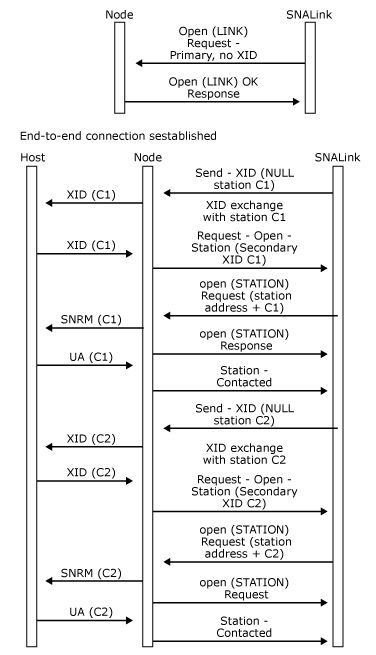 Node
SNALink
Open (LINK)
Request -
Primary, no XID
Open (LINK) OK
Response
End-to-end connection sestablished
Host
Node
SNALink
Send - XID (NULL
station C1)
XID (C1)
XID exchange
with station C1
XID (C1)
Request - Open -
Station (Secondary
XID C1)
open (STATION)
Request (station
address + C1)
SNRM (C1)
open (STATION)
Response
UA (C1)
Station -
Contacted
Send - XID (NULL
station C2)
XID (C2)
XID exchange
with station C2
XID (C2)
Request - Open -
Station (Secondary
XID C2)
open (STATION)
Request (station
address + C2)
SNRM (C2)
open (STATION)
Request
UA (C2)
Station -
Contacted